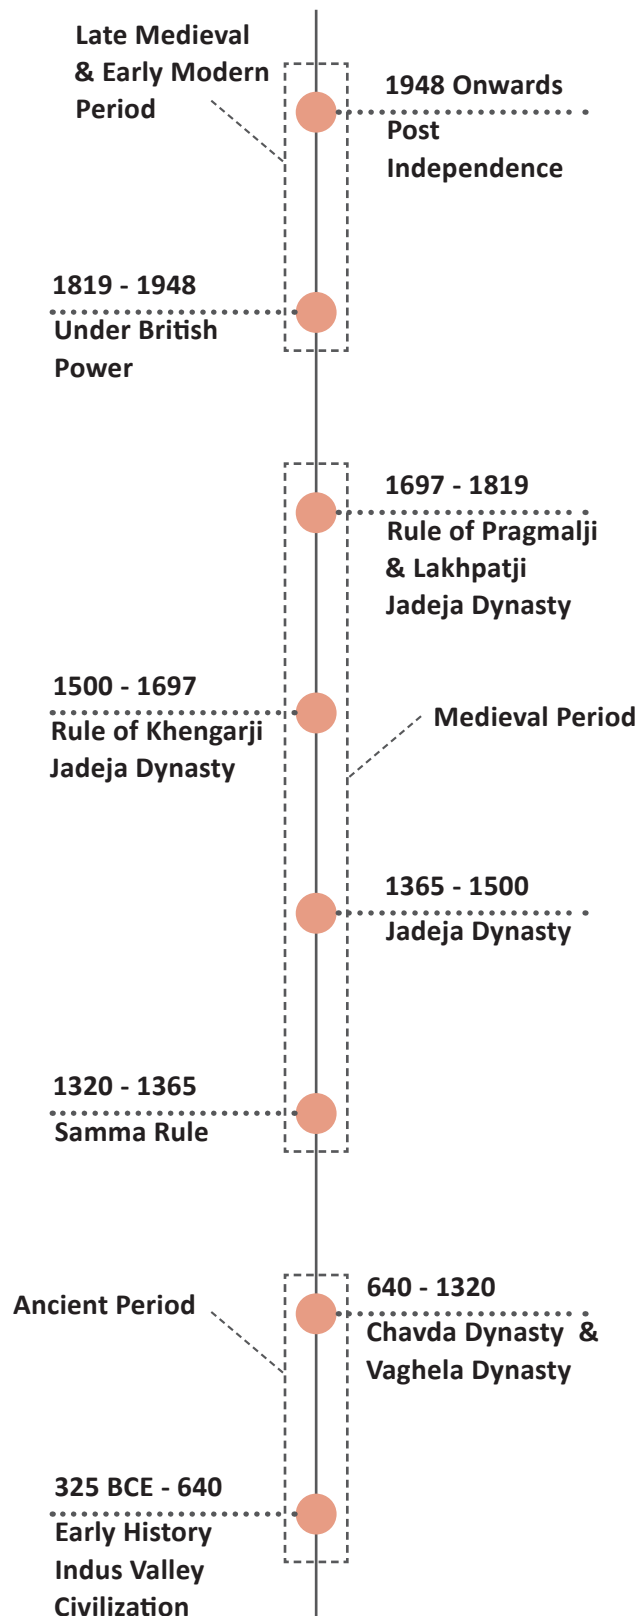 Late Medieval
& Early Modern
Period
1948 Onwards
Post
Independence
1819 - 1948
Under British
Power
1697 - 1819
Rule of Pragmalji
& Lakhpatji
Jadeja Dynasty
1500 - 1697
Rule of Khengarji
Jadeja Dynasty
Medieval Period
1365 - 1500
Jadeja Dynasty
1320 - 1365
Samma Rule
640 - 1320
Ancient Period
Chavda Dynasty &
Vaghela Dynasty
325 BCE - 640
Early History
Indus Valley
Civilization